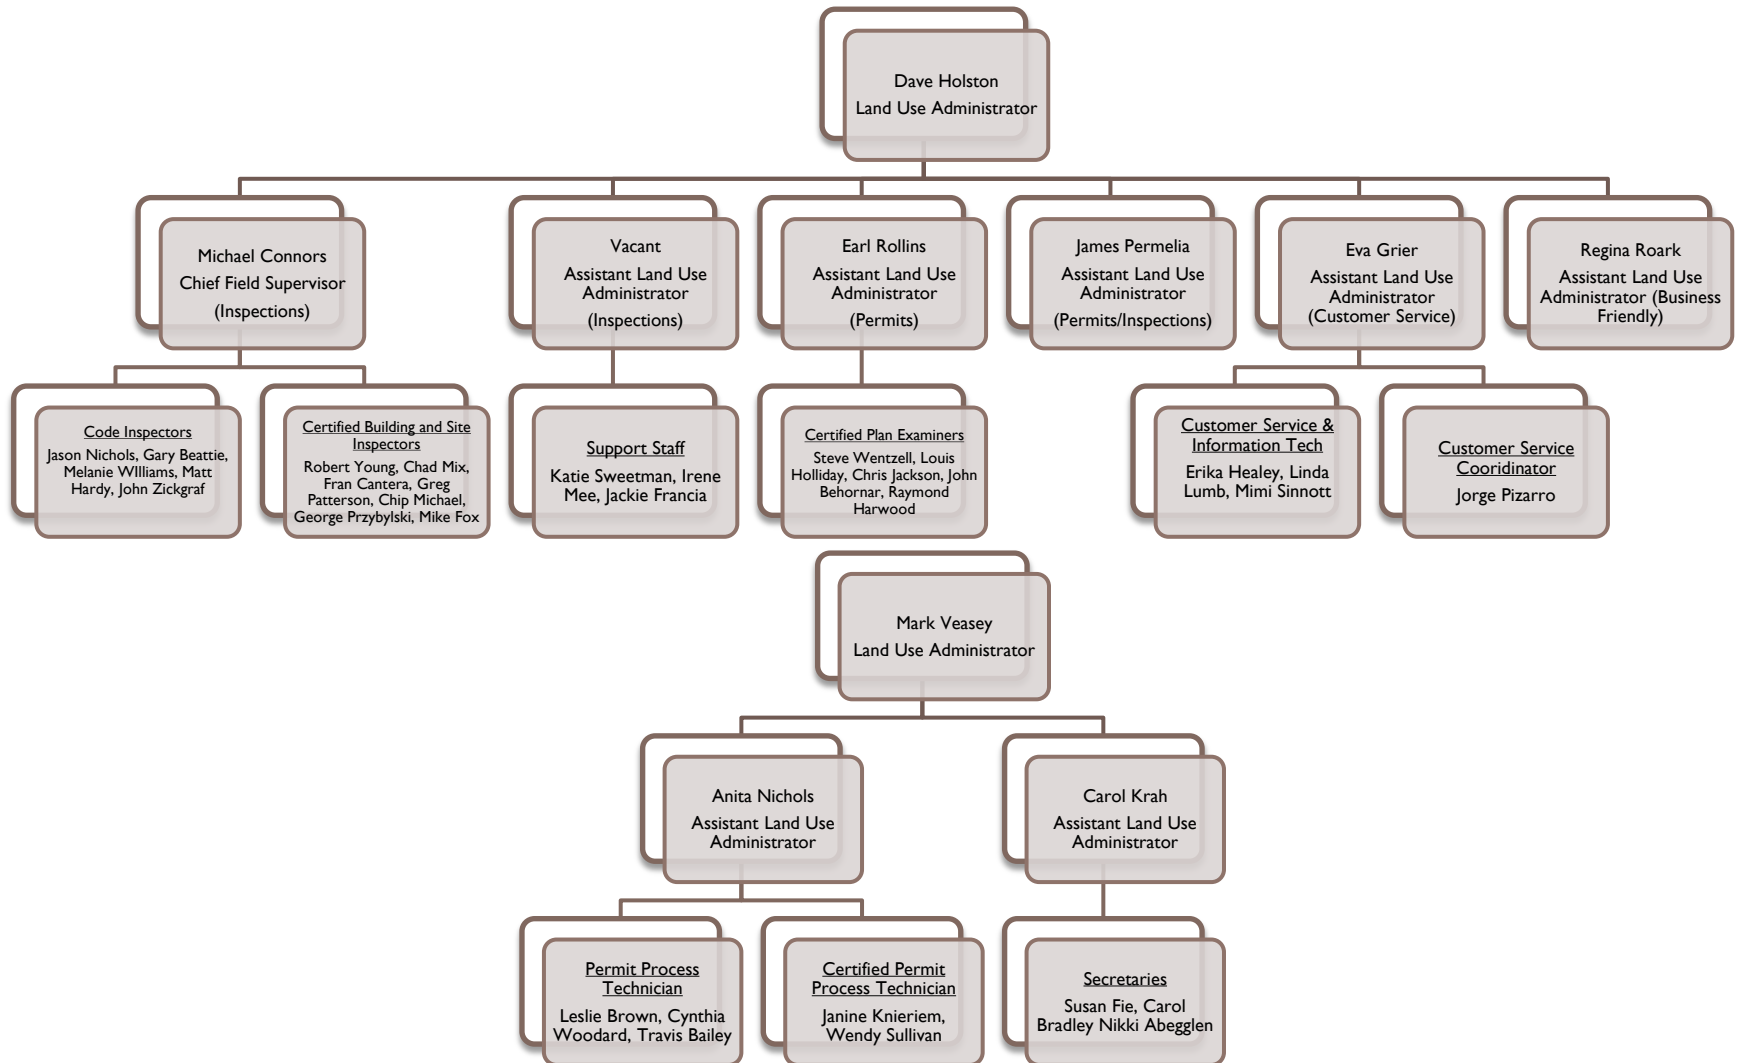 Dave Holston
Land Use Administrator
Michael Connors
Chief Field Supervisor
(Inspections)
Vacant
Assistant Land Use
Administrator
(Inspections)
Earl Rollins
Assistant Land Use
Administrator
(Permits)
James Permelia
Assistant Land Use
Administrator
(Permits/Inspections)
Eva Grier
Assistant Land Use
Administrator
(Customer Service)
Regina Roark
Assistant Land Use
Administrator (Business
Friendly)
Code Inspectors
Jason Nichols, Gary Beattie,
Melanie WIlliams, Matt
Hardy, John Zickgraf
Certified Building and Site
Inspectors
Robert Young, Chad Mix,
Fran Cantera, Greg
Patterson, Chip Michael,
George Przybylski, Mike Fox
Support Staff
Katie Sweetman, Irene
Mee, Jackie Francia
Certified Plan Examiners
Steve Wentzell, Louis
Holliday, Chris Jackson, John
Behornar, Raymond
Harwood
Customer Service &
Information Tech
Erika Healey, Linda
Lumb, Mimi Sinnott
Customer Service
Cooridinator
Jorge Pizarro
Mark Veasey
Land Use Administrator
Anita Nichols
Assistant Land Use
Administrator
Carol Krah
Assistant Land Use
Administrator
Permit Process
Technician
Leslie Brown, Cynthia
Woodard, Travis Bailey
Certified Permit
Process Technician
Janine Knieriem,
Wendy Sullivan
Secretaries
Susan Fie, Carol
Bradley Nikki Abegglen